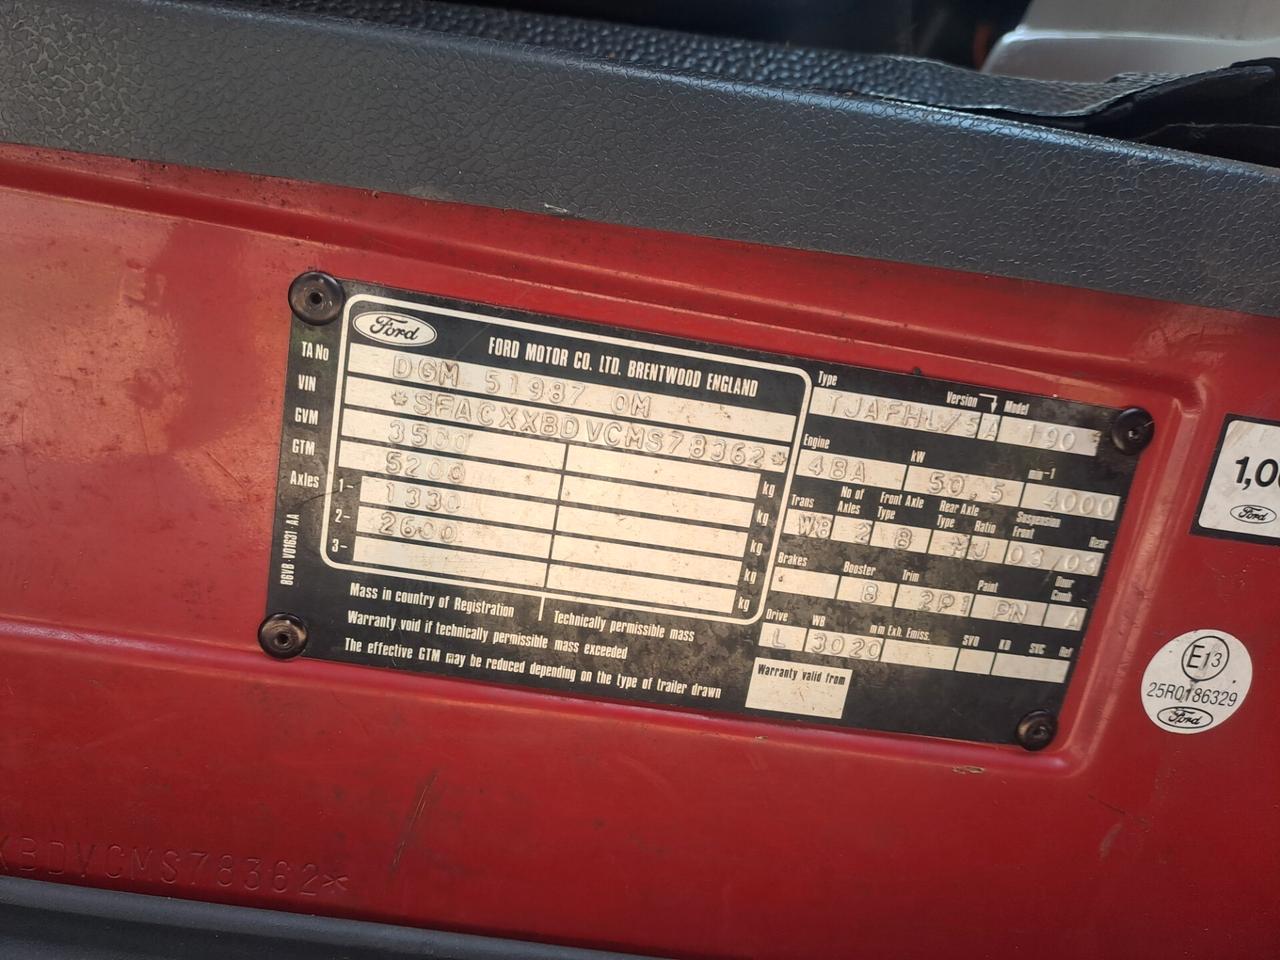 Ford
FORD MOTOR CO. LTD. BRENTWOOD ENGLAND
TA No DGM 51987 OM
VIN *SFACXXBDVCMS78362*
GVM 3500 kg
GTM 5200 kg
Axles 1- 1330 kg
2- 2600 kg
3- kg
Mass in country of Registration
Technically permissible mass
Warranty void if technically permissible mass exceeded
The effective GTM may be reduced depending on the type of trailer drawn
86VB·V01631·AA
Type Version Model
TJAFHL/5A 190
Engine kW min-1
4BA 50.5 4000
Trans No of Axles Front Axle Type Rear Axle Type Ratio Suspension Front Rear
W8 2 8 03 03
Brakes Booster Trim Paint Door Comb
8 2P1 PN A
Drive WB mm Exh. Emiss. SVO KD SVC Ref
L 3020
Warranty valid from
1,0
Ford
E13
25R0186329
Ford
XBDVCMS78362*